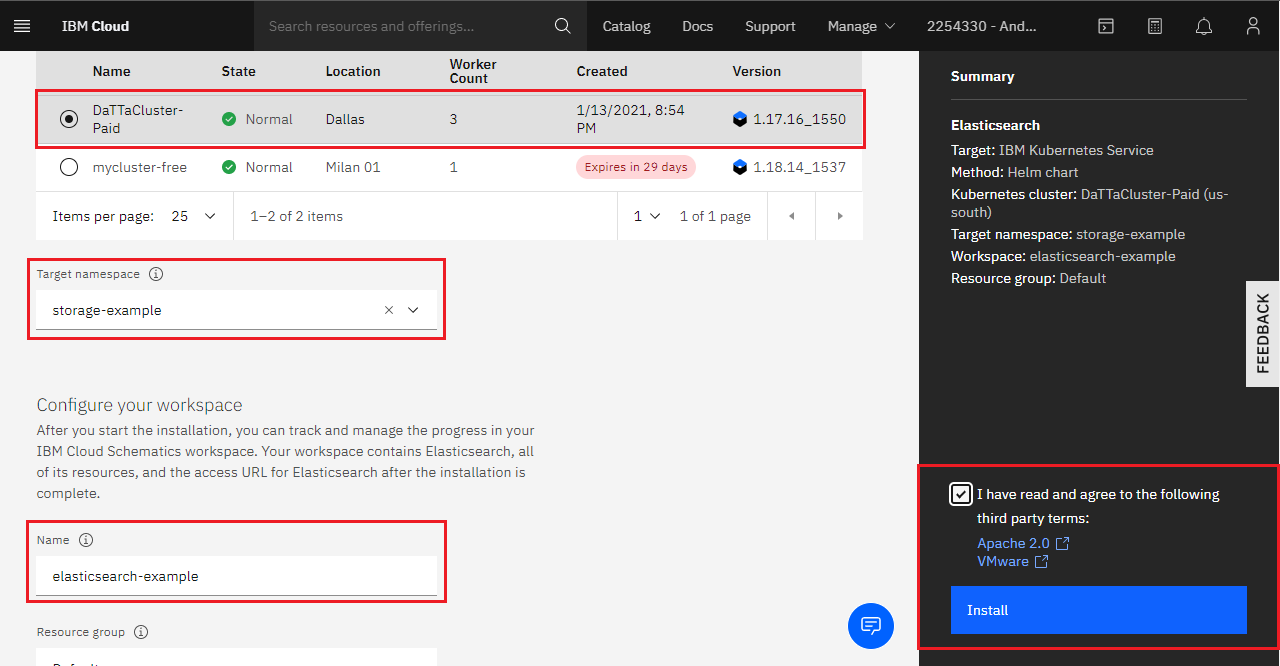 IBM Cloud
Search resources and offerings...
Catalog
Docs
Support
Manage
2254330 - And...
Name
State
Location
Worker
Count
Created
Version
DaTTaCluster-
Paid
Normal
Dallas
3
1/13/2021, 8:54
PM
1.17.16_1550
mycluster-free
Normal
Milan 01
1
Expires in 29 days
1.18.14_1537
Items per page: 25
1–2 of 2 items
1
1 of 1 page
Target namespace
storage-example
Configure your workspace
After you start the installation, you can track and manage the progress in your
IBM Cloud Schematics workspace. Your workspace contains Elasticsearch, all
of its resources, and the access URL for Elasticsearch after the installation is
complete.
Name
elasticsearch-example
Resource group
Summary
Elasticsearch
Target: IBM Kubernetes Service
Method: Helm chart
Kubernetes cluster: DaTTaCluster-Paid (us-
south)
Target namespace: storage-example
Workspace: elasticsearch-example
Resource group: Default
FEEDBACK
I have read and agree to the following
third party terms:
Apache 2.0
VMware
Install